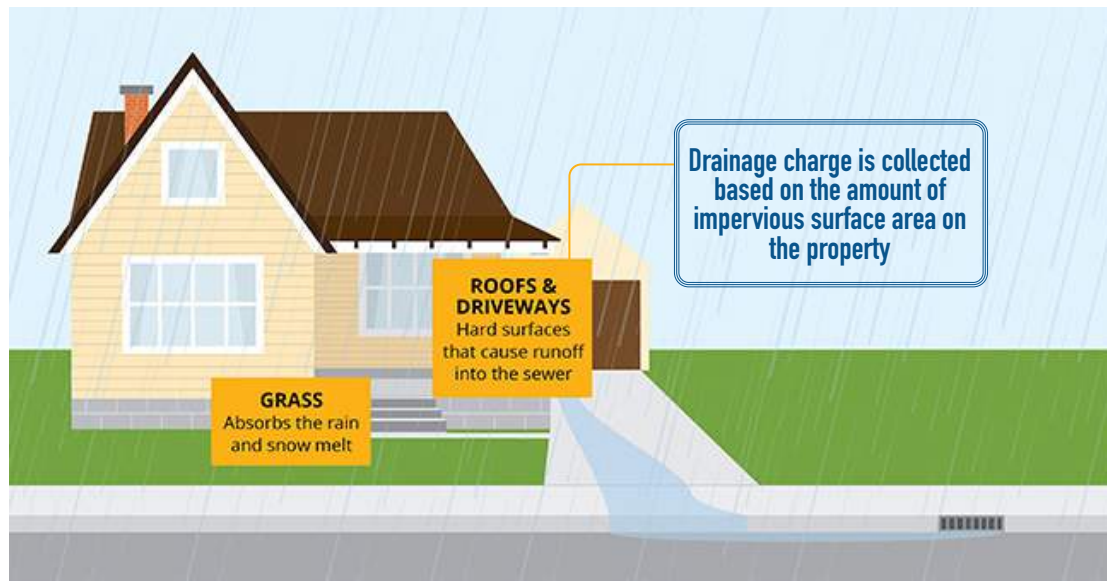 Drainage charge is collected
based on the amount of
impervious surface area on
the property
ROOFS &
DRIVEWAYS
Hard surfaces
that cause runoff
into the sewer
GRASS
Absorbs the rain
and snow melt